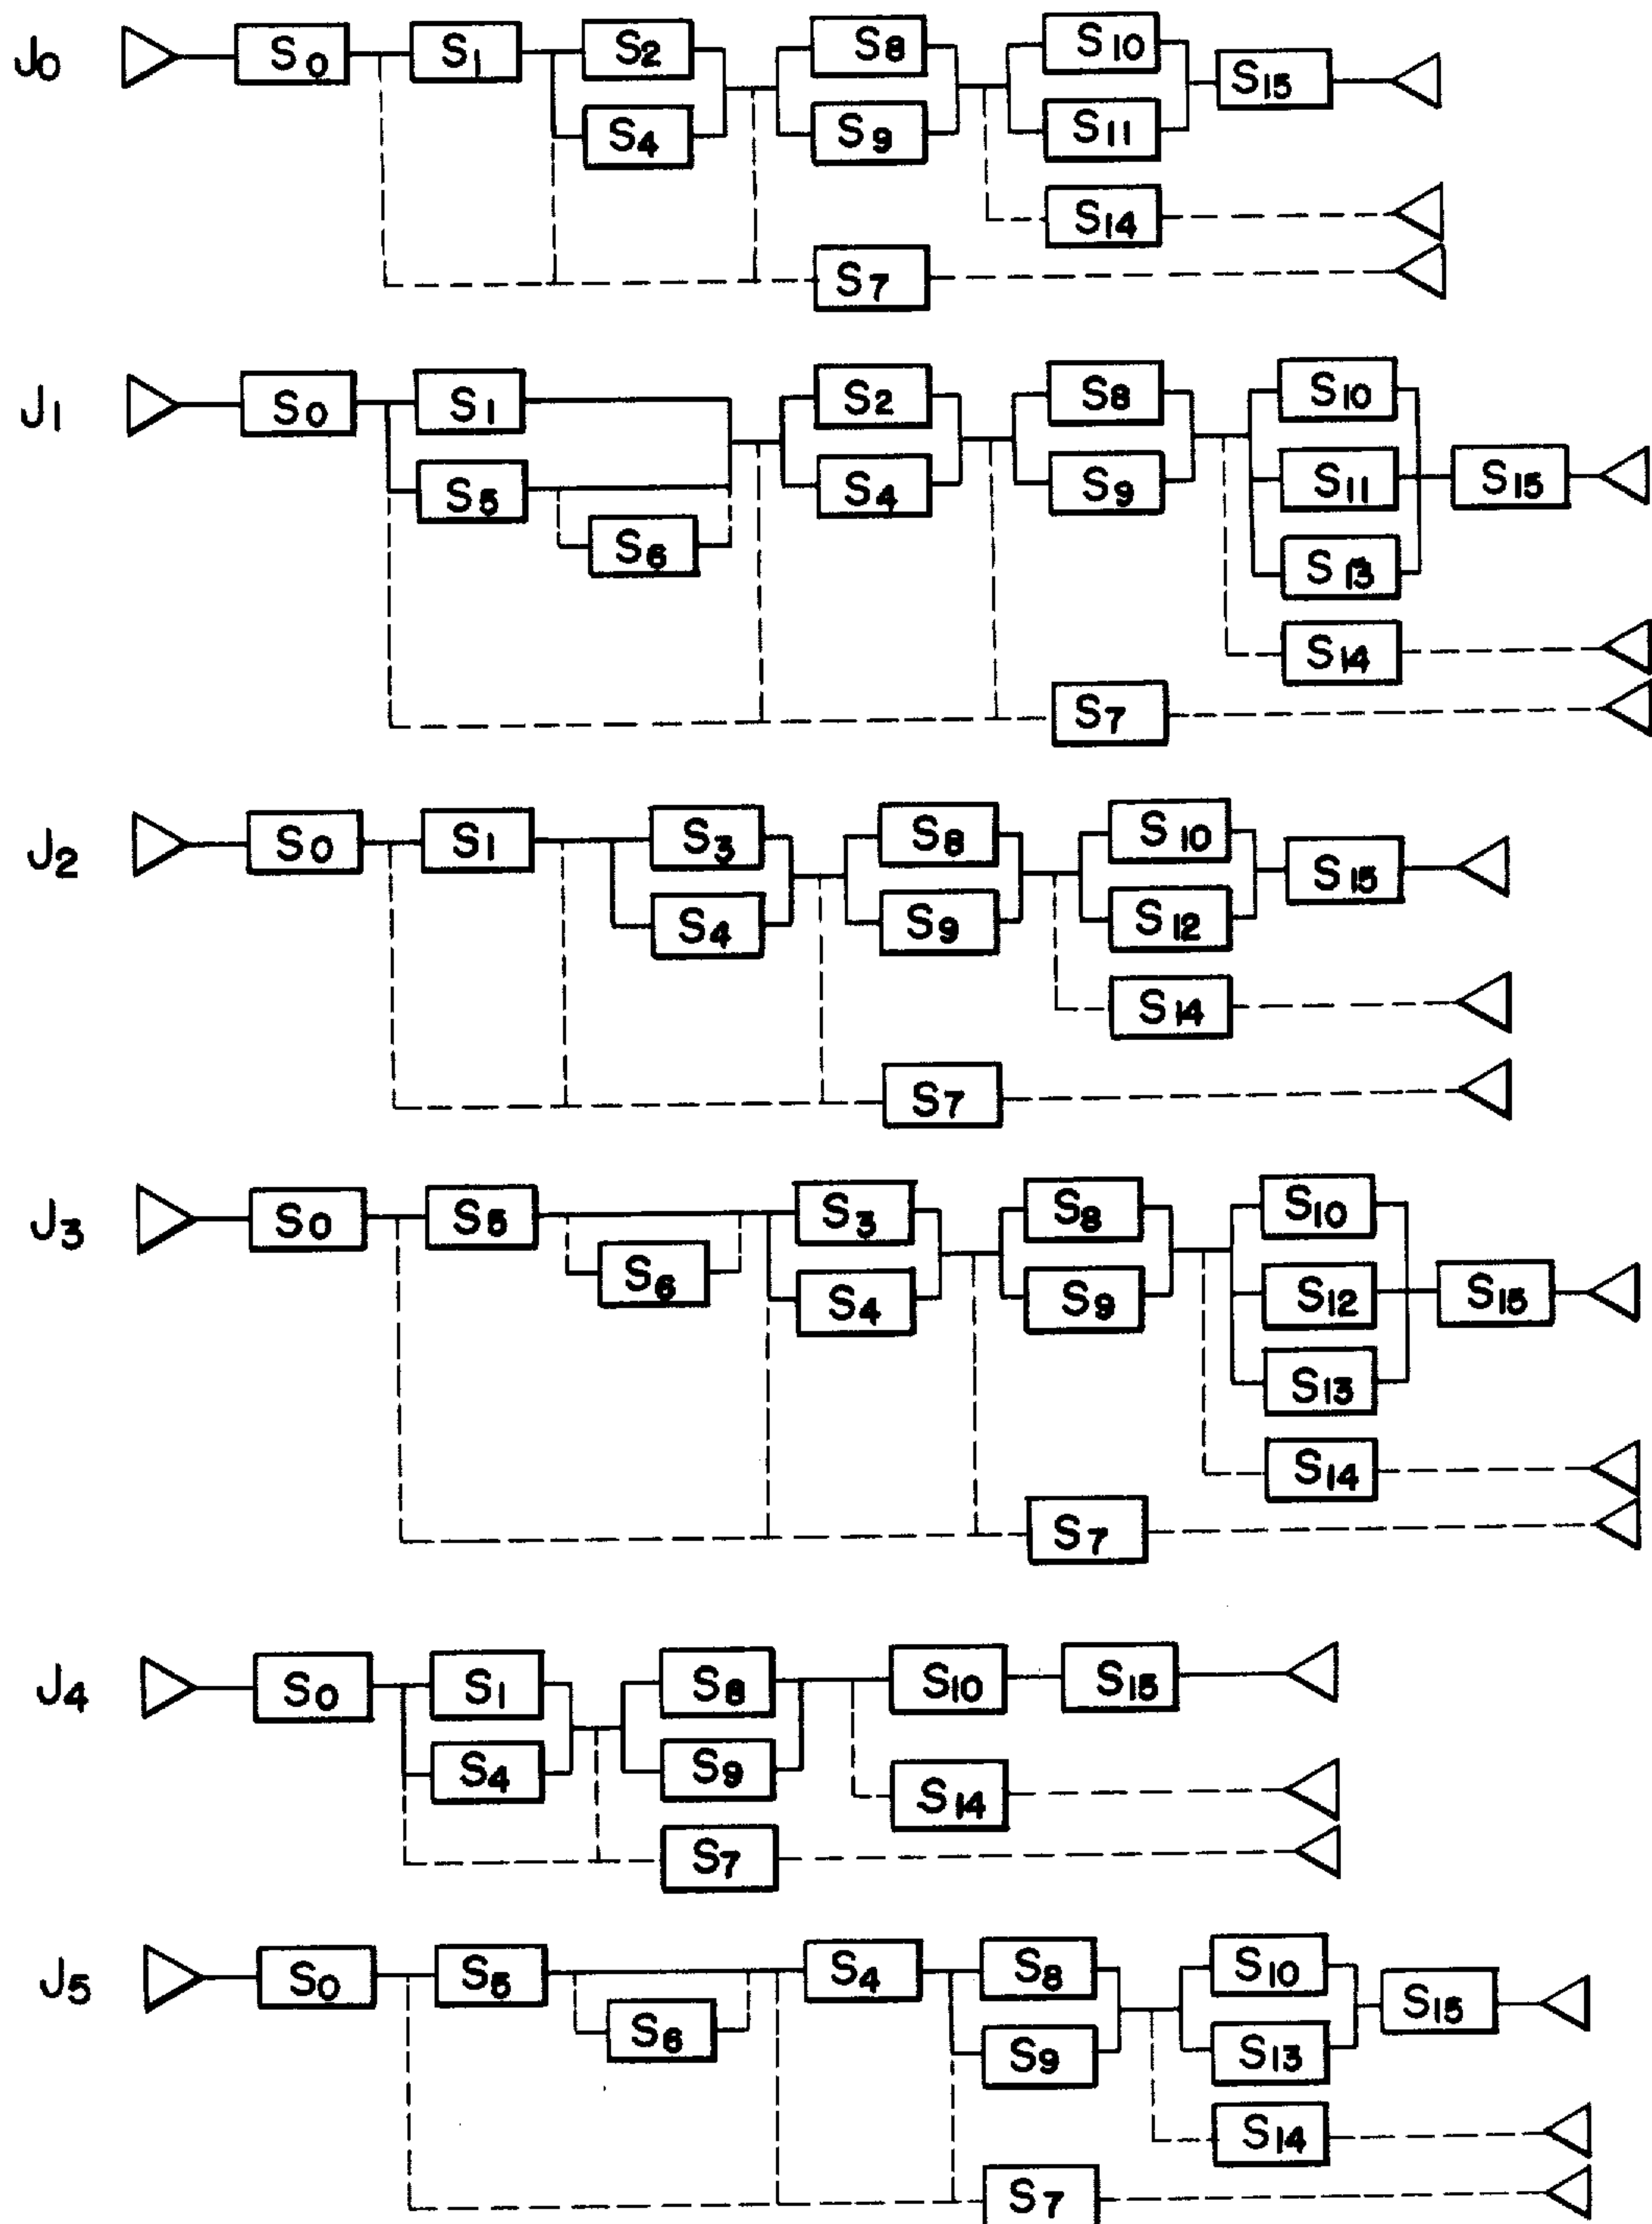 J0 S0 S1 S2 S8 S10 S15
S4 S9 S11
S14
S7
J1 S0 S1 S2 S8 S10
S5 S4 S9 S11 S15
S6 S13
S14
S7
J2 S0 S1 S3 S8 S10 S15
S4 S9 S12
S14
S7
J3 S0 S5 S3 S8 S10
S6 S4 S9 S12 S15
S13
S14
S7
J4 S0 S1 S8 S10 S15
S4 S9 S14
S7
J5 S0 S5 S4 S8 S10 S15
S6 S9 S13
S14
S7